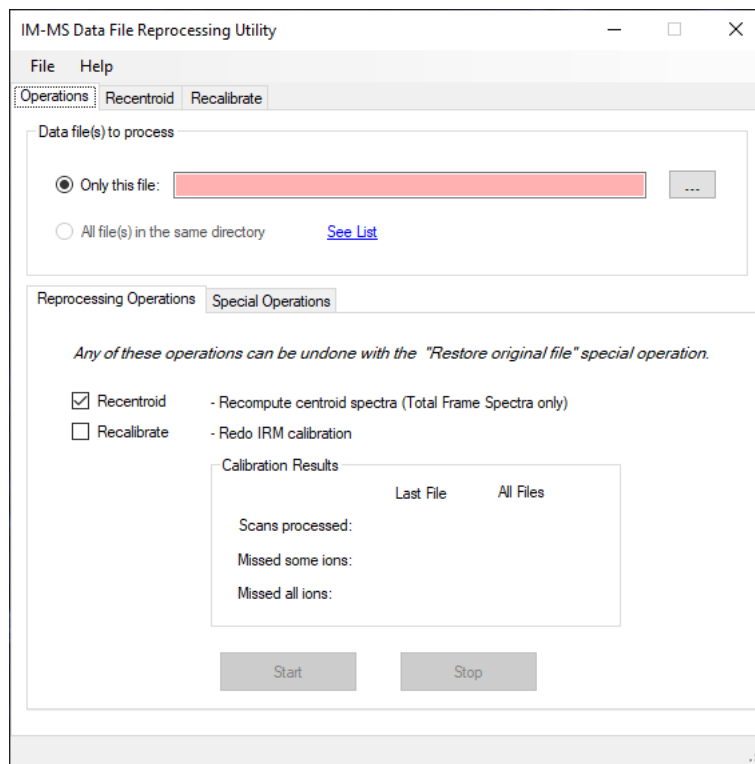 IM-MS Data File Reprocessing Utility
File Help
Operations Recentroid Recalibrate
Data file(s) to process
Only this file: ...
All file(s) in the same directory See List
Reprocessing Operations Special Operations
Any of these operations can be undone with the "Restore original file" special operation.
Recentroid - Recompute centroid spectra (Total Frame Spectra only)
Recalibrate - Redo IRM calibration
Calibration Results
Last File All Files
Scans processed:
Missed some ions:
Missed all ions:
Start Stop